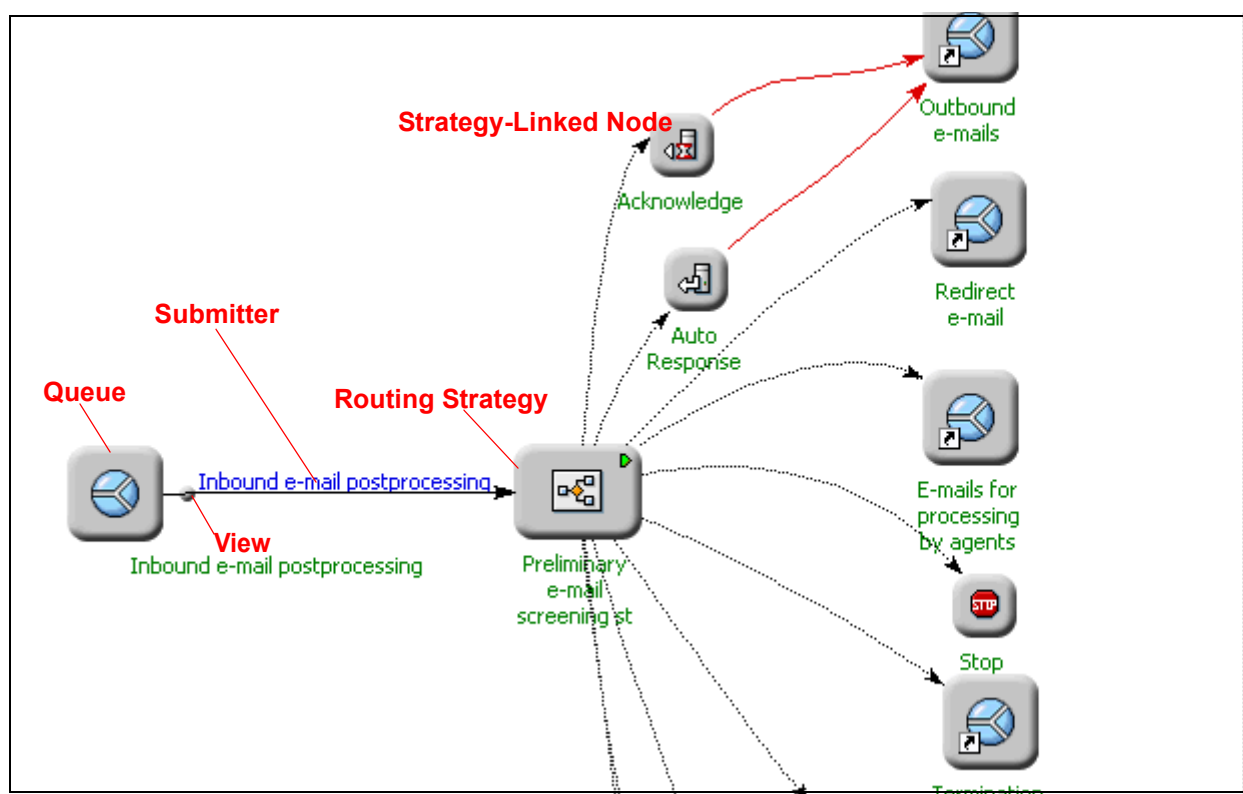 Outbound
e-mails
Strategy-Linked Node
Acknowledge
Redirect
e-mail
Submitter
Auto
Response
Queue
Routing Strategy
Inbound e-mail postprocessing
E-mails for
processing
by agents
View
Inbound e-mail postprocessing
Preliminary
e-mail
screening st
STOP
Stop
Termination